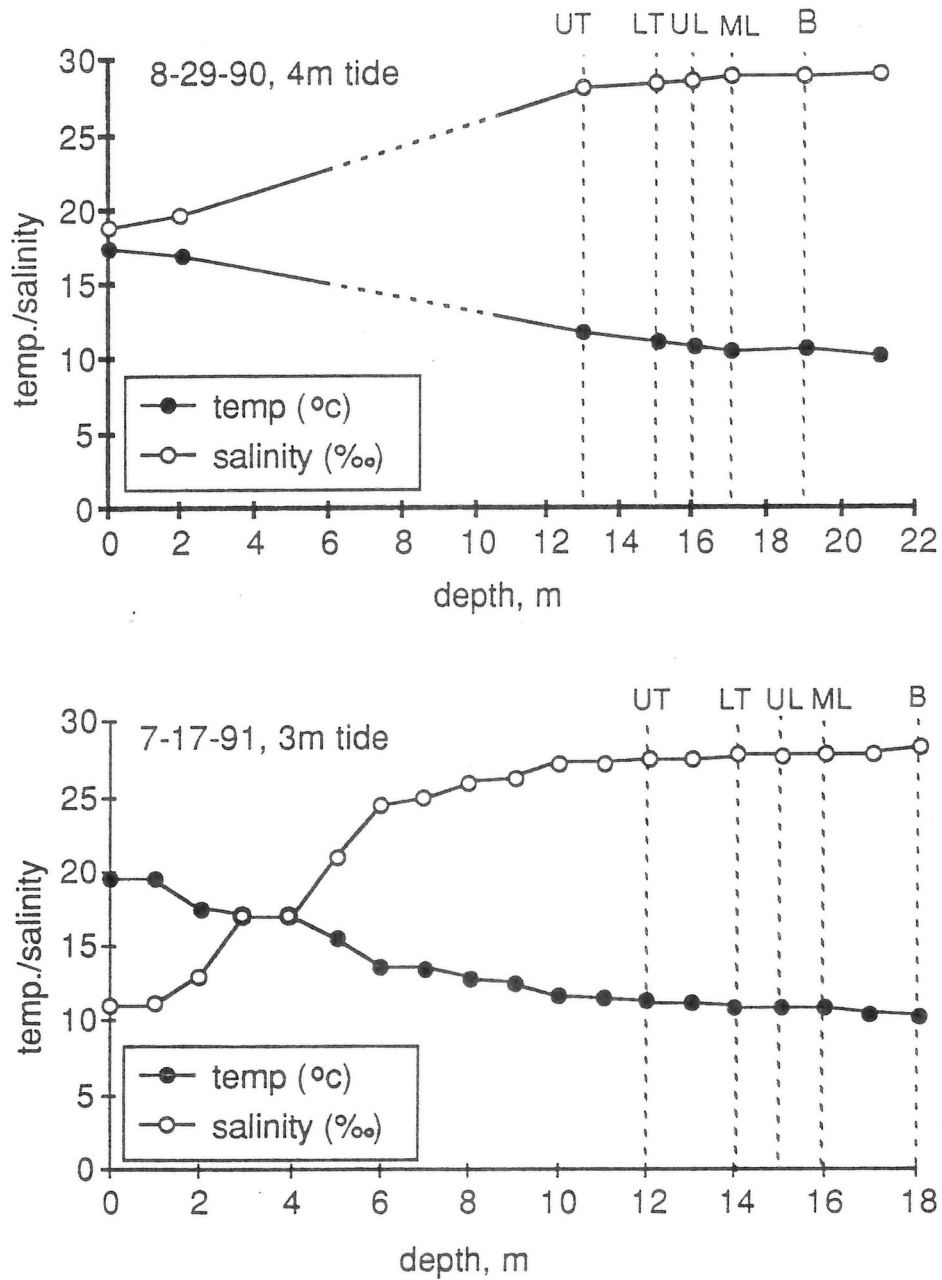 UT LT UL ML B
30
8-29-90, 4m tide
25
20
15
10
5
0
temp./salinity
temp (ºc)
salinity (‰)
0 2 4 6 8 10 12 14 16 18 20 22
depth, m
UT LT UL ML B
30
7-17-91, 3m tide
25
20
15
10
5
0
temp./salinity
temp (ºc)
salinity (‰)
0 2 4 6 8 10 12 14 16 18
depth, m